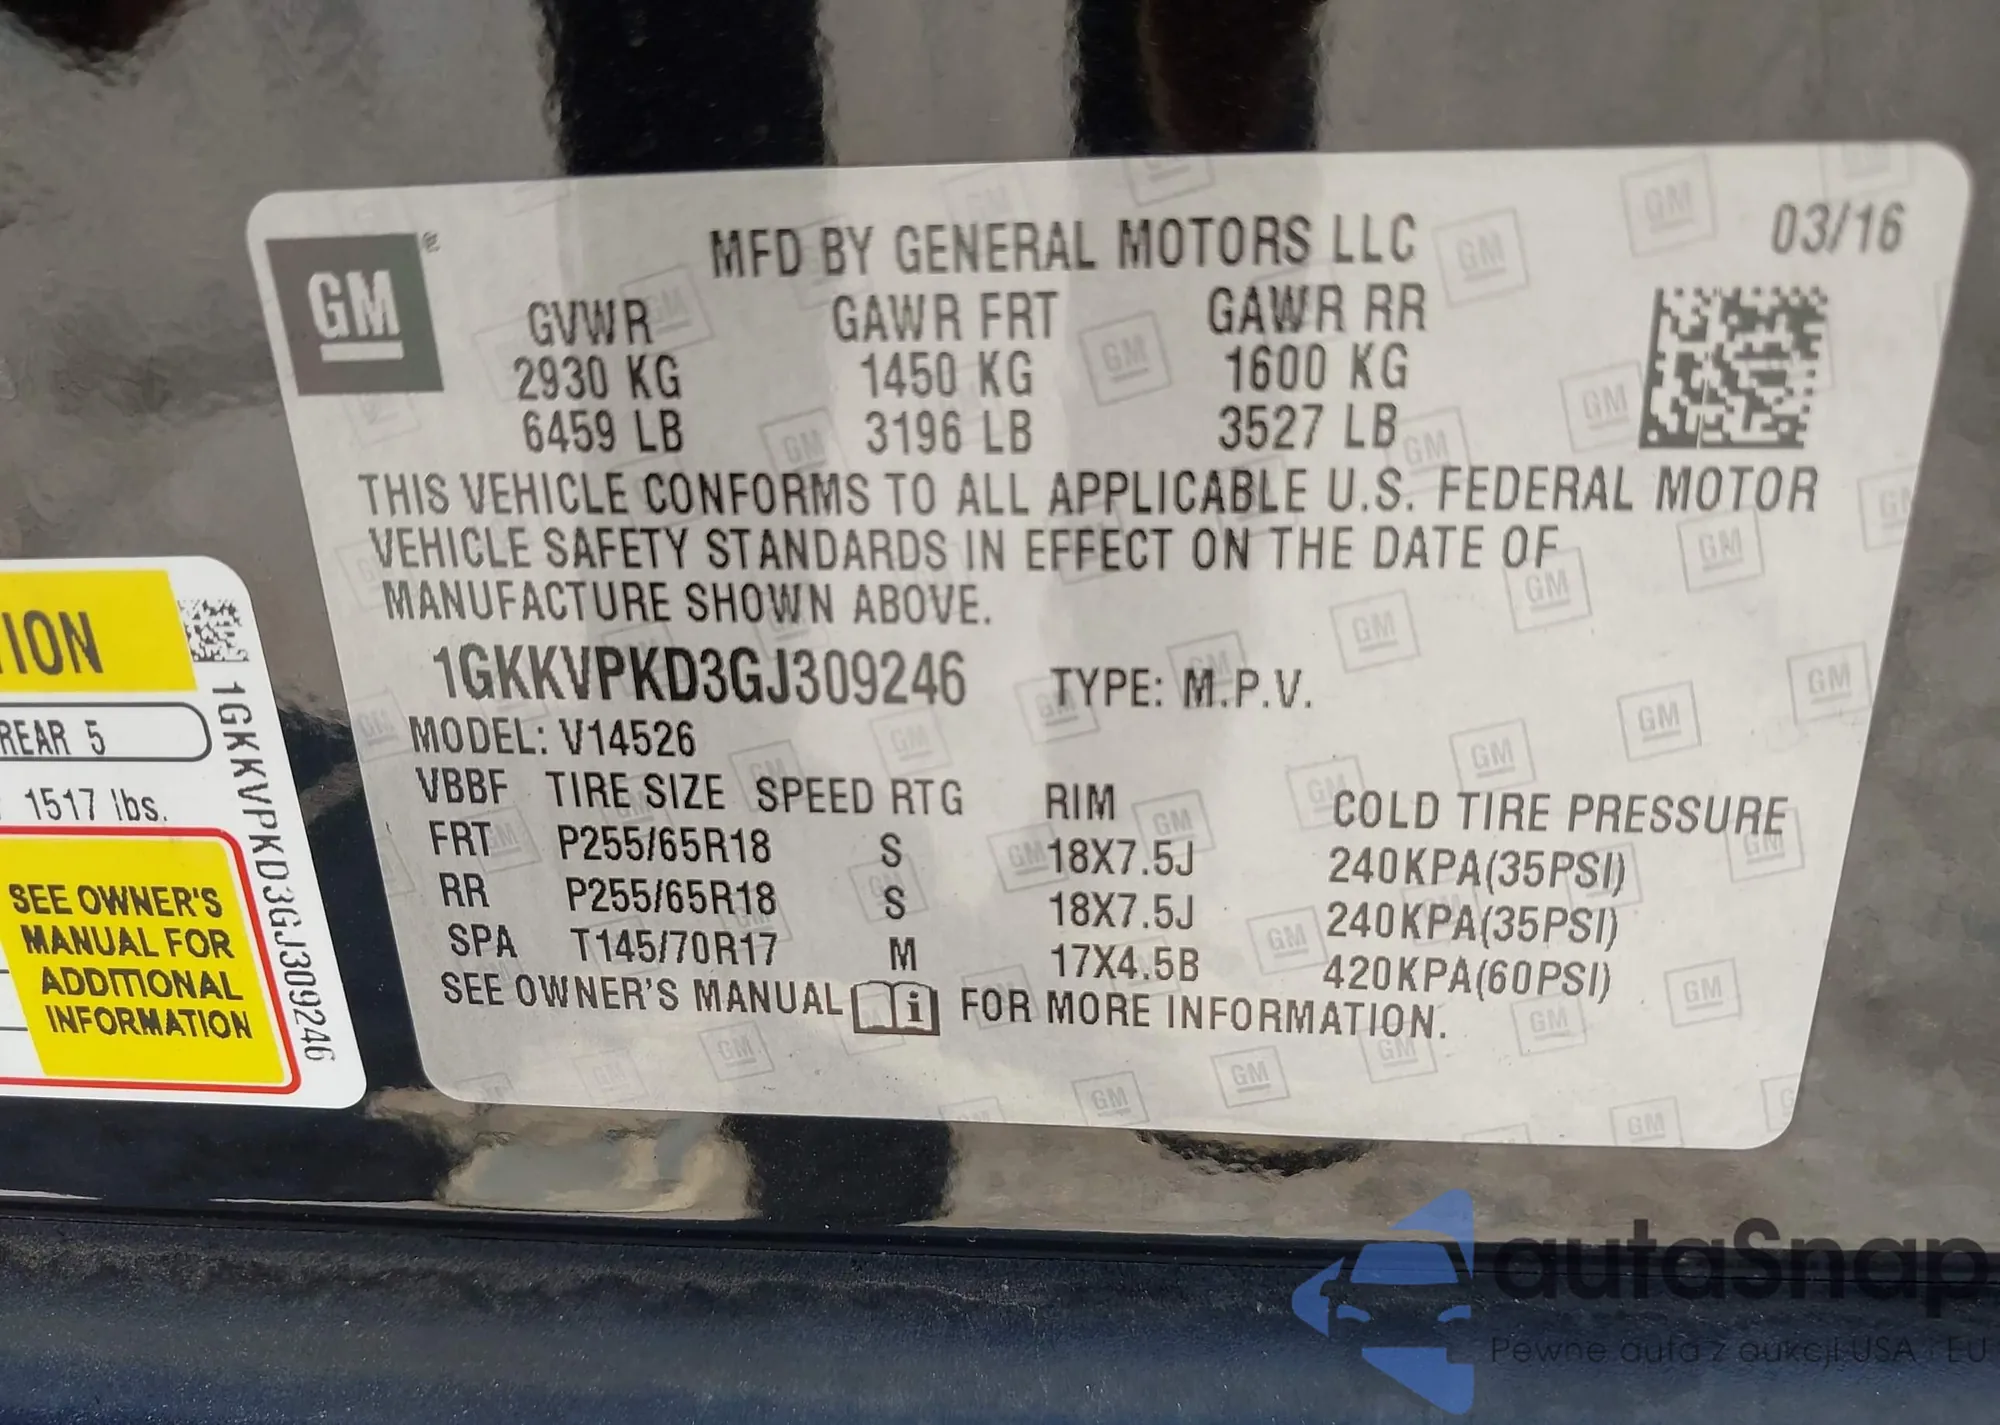 GM
®
MFD BY GENERAL MOTORS LLC
03/16
GVWR GAWR FRT GAWR RR
2930 KG 1450 KG 1600 KG
6459 LB 3196 LB 3527 LB
THIS VEHICLE CONFORMS TO ALL APPLICABLE U.S. FEDERAL MOTOR
VEHICLE SAFETY STANDARDS IN EFFECT ON THE DATE OF
MANUFACTURE SHOWN ABOVE.
1GKKVPKD3GJ309246 TYPE: M.P.V.
MODEL: V14526
VBBF TIRE SIZE SPEED RTG RIM COLD TIRE PRESSURE
FRT P255/65R18 S 18X7.5J 240KPA(35PSI)
RR P255/65R18 S 18X7.5J 240KPA(35PSI)
SPA T145/70R17 M 17X4.5B 420KPA(60PSI)
SEE OWNER'S MANUAL i FOR MORE INFORMATION.
ION
REAR 5
1517 lbs.
SEE OWNER'S
MANUAL FOR
ADDITIONAL
INFORMATION
1GKKVPKD3GJ309246
autaSnap
Pewne auta z aukcji USA i EU